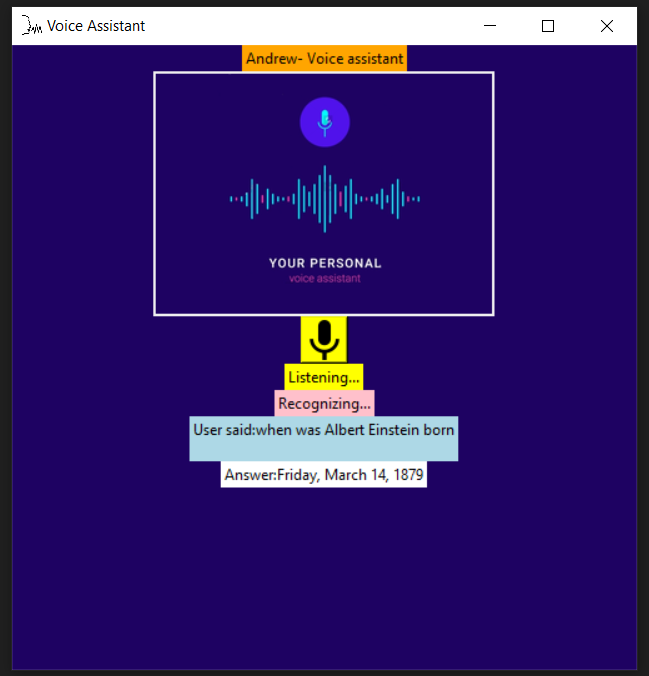 Voice Assistant
Andrew- Voice assistant
YOUR PERSONAL
voice assistant
Listening...
Recognizing...
User said:when was Albert Einstein born
Answer:Friday, March 14, 1879